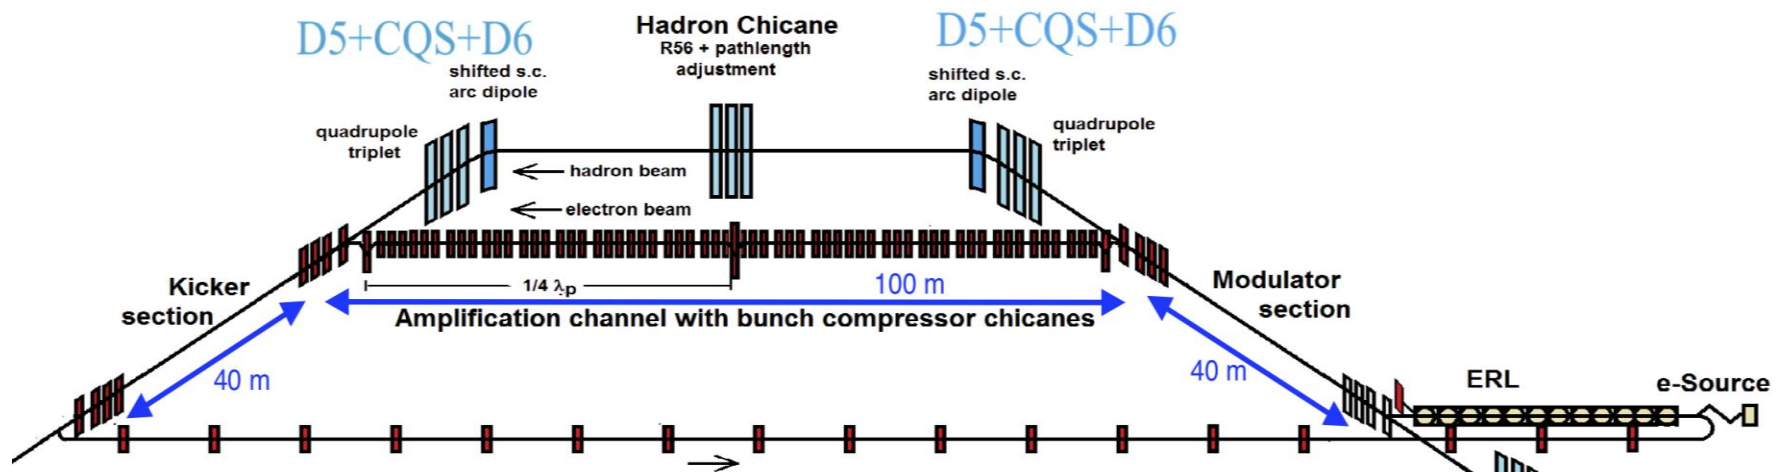 D5+CQS+D6
Hadron Chicane
R56 + pathlength
adjustment
D5+CQS+D6
shifted s.c.
arc dipole
shifted s.c.
arc dipole
quadrupole
triplet
quadrupole
triplet
hadron beam
electron beam
Kicker
section
1/4 λp
100 m
Modulator
section
Amplification channel with bunch compressor chicanes
40 m
40 m
ERL
e-Source